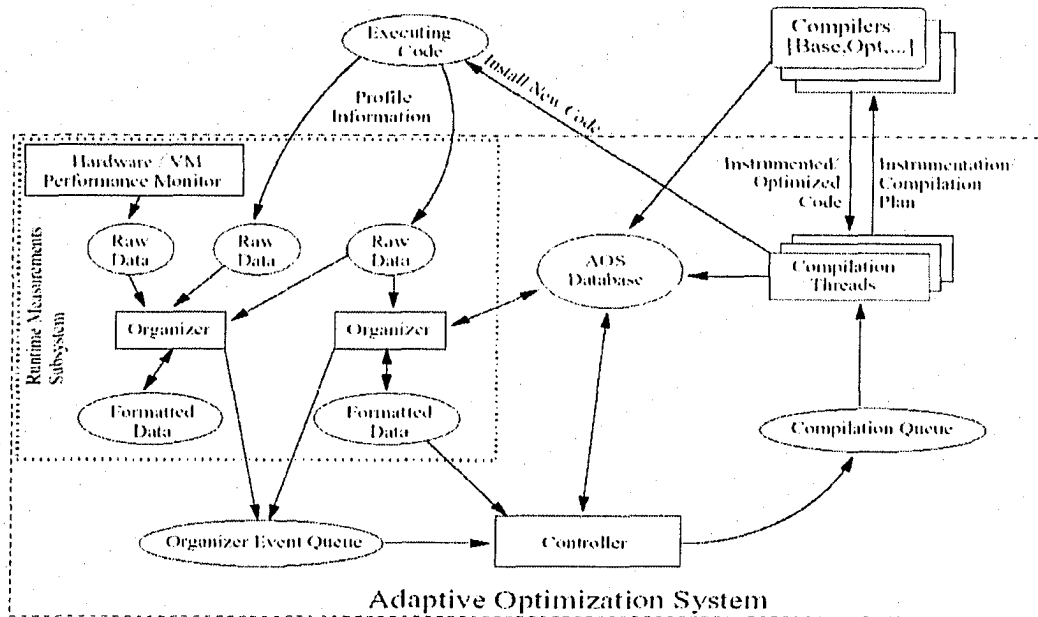 Executing
Code
Compilers
[Base,Opt,...]
Install New Code
Profile
Information
Hardware / VM
Performance Monitor
Instrumented/
Optimized
Code
Instrumentation/
Compilation
Plan
Raw
Data
Raw
Data
Raw
Data
AOS
Database
Compilation
Threads
Runtime Measurements
Subsystem
Organizer
Organizer
Formatted
Data
Formatted
Data
Compilation Queue
Organizer Event Queue
Controller
Adaptive Optimization System